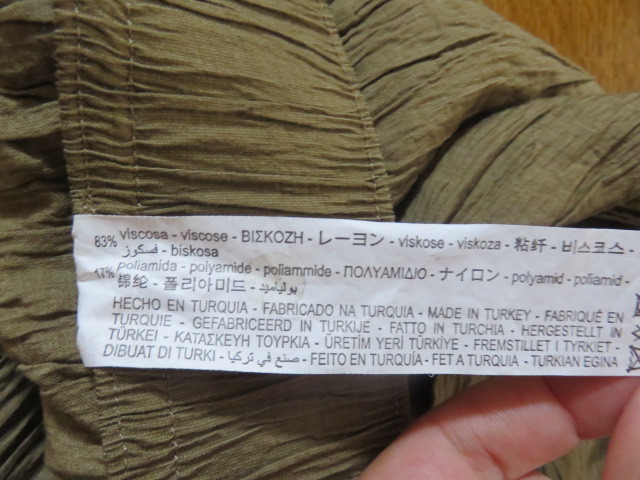 83% viscosa - viscose - ΒΙΣΚΟΖΗ - レーヨン - viskose - viskoza - 粘纤 - 비스코스 -
فسكوز - biskosa
17% poliamida - polyamide - poliammide - ΠΟΛΥΑΜΙΔΙΟ - ナイロン - polyamid - poliamid -
锦纶 - 폴리아미드 - بولياميد
HECHO EN TURQUIA - FABRICADO NA TURQUIA - MADE IN TURKEY - FABRIQUÉ EN
TURQUIE - GEFABRICEERD IN TURKIJE - FATTO IN TURCHIA - HERGESTELLT IN
TÜRKEI - ΚΑΤΑΣΚΕΥΗ ΤΟΥΡΚΙΑ - ÜRETİM YERİ TÜRKİYE - FREMSTILLET I TYRKIET -
DIBUAT DI TURKI - صنع في تركيا - FEITO EN TURQUÍA - FET A TURQUIA - TURKIAN EGINA